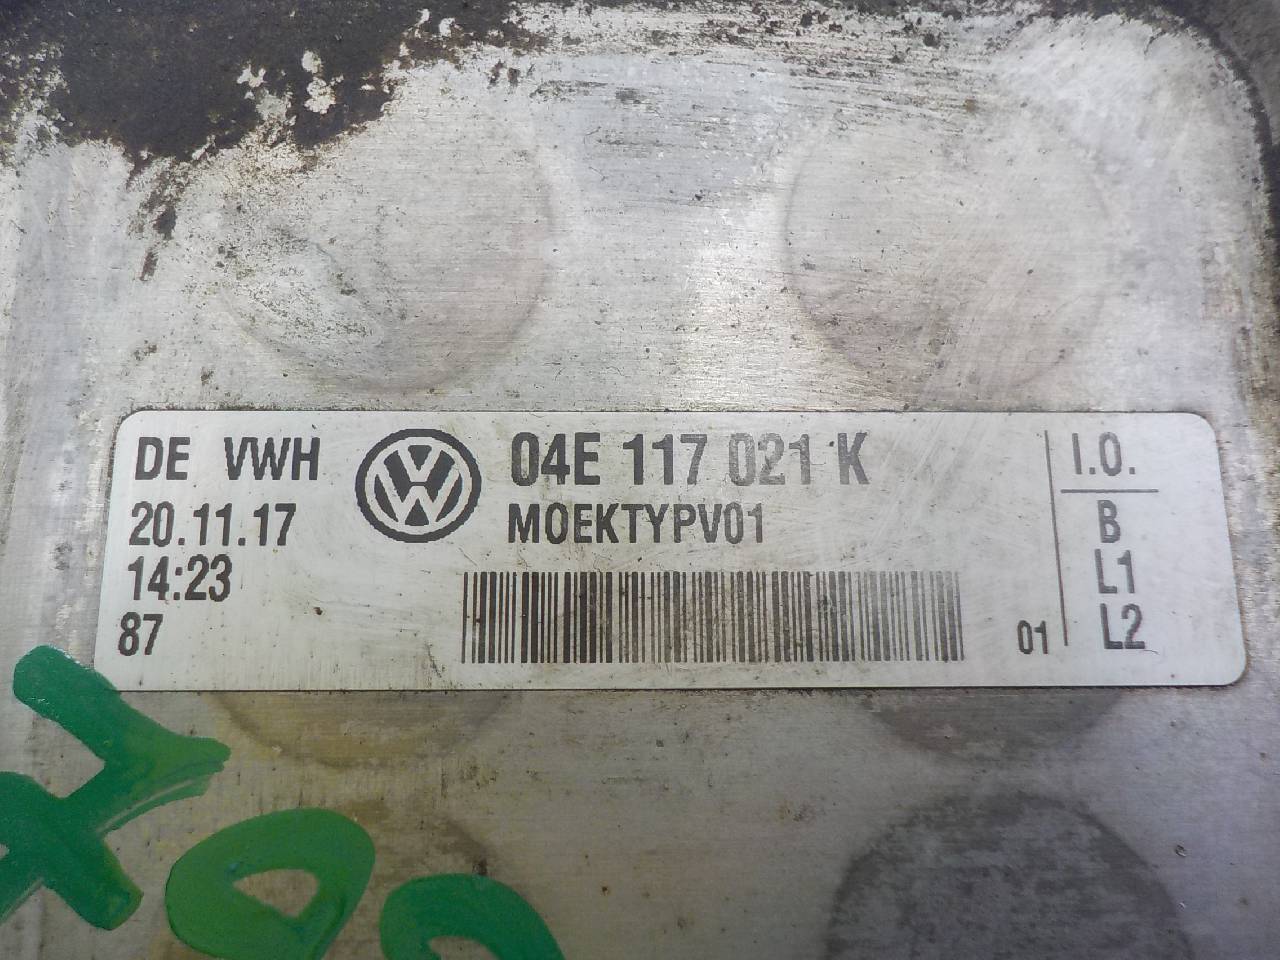 DE VWH
20.11.17
14:23
87
04E 117 021 K
MOEKTYPV01
01
I.O.
B
L1
L2